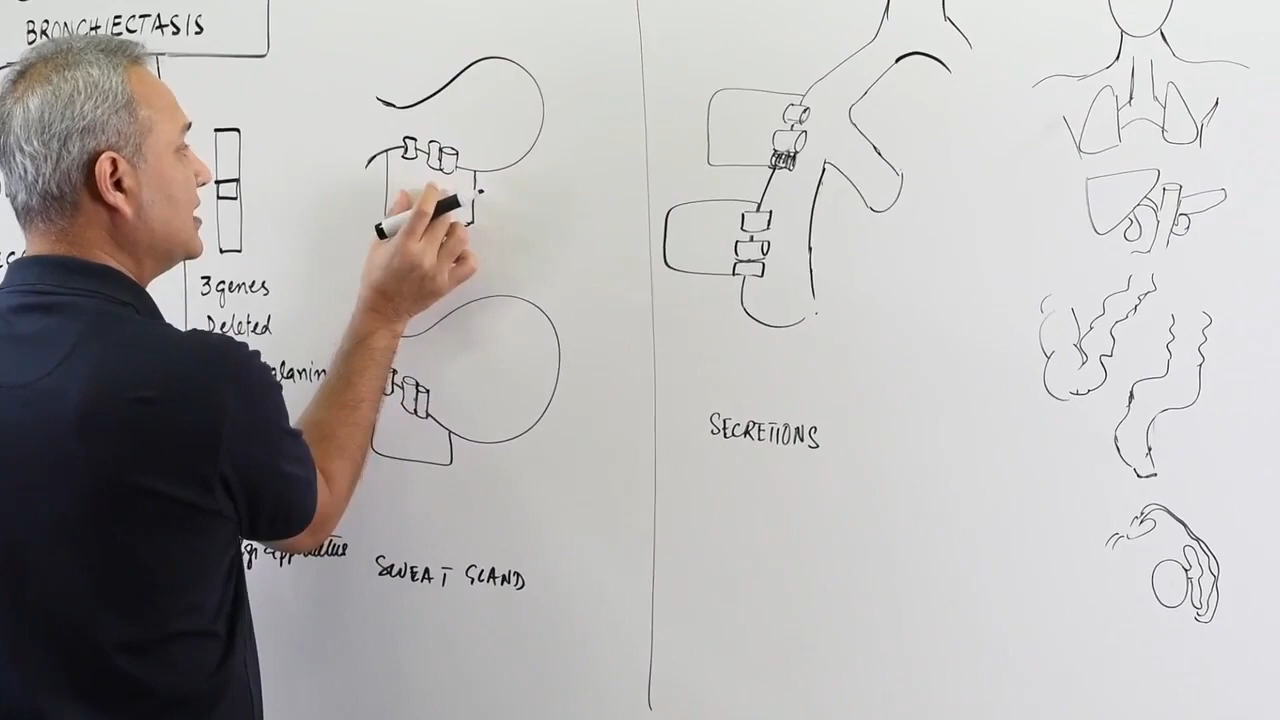 BRONCHIECTASIS
3 genes
Deleted
SWEAT GLAND
SECRETIONS